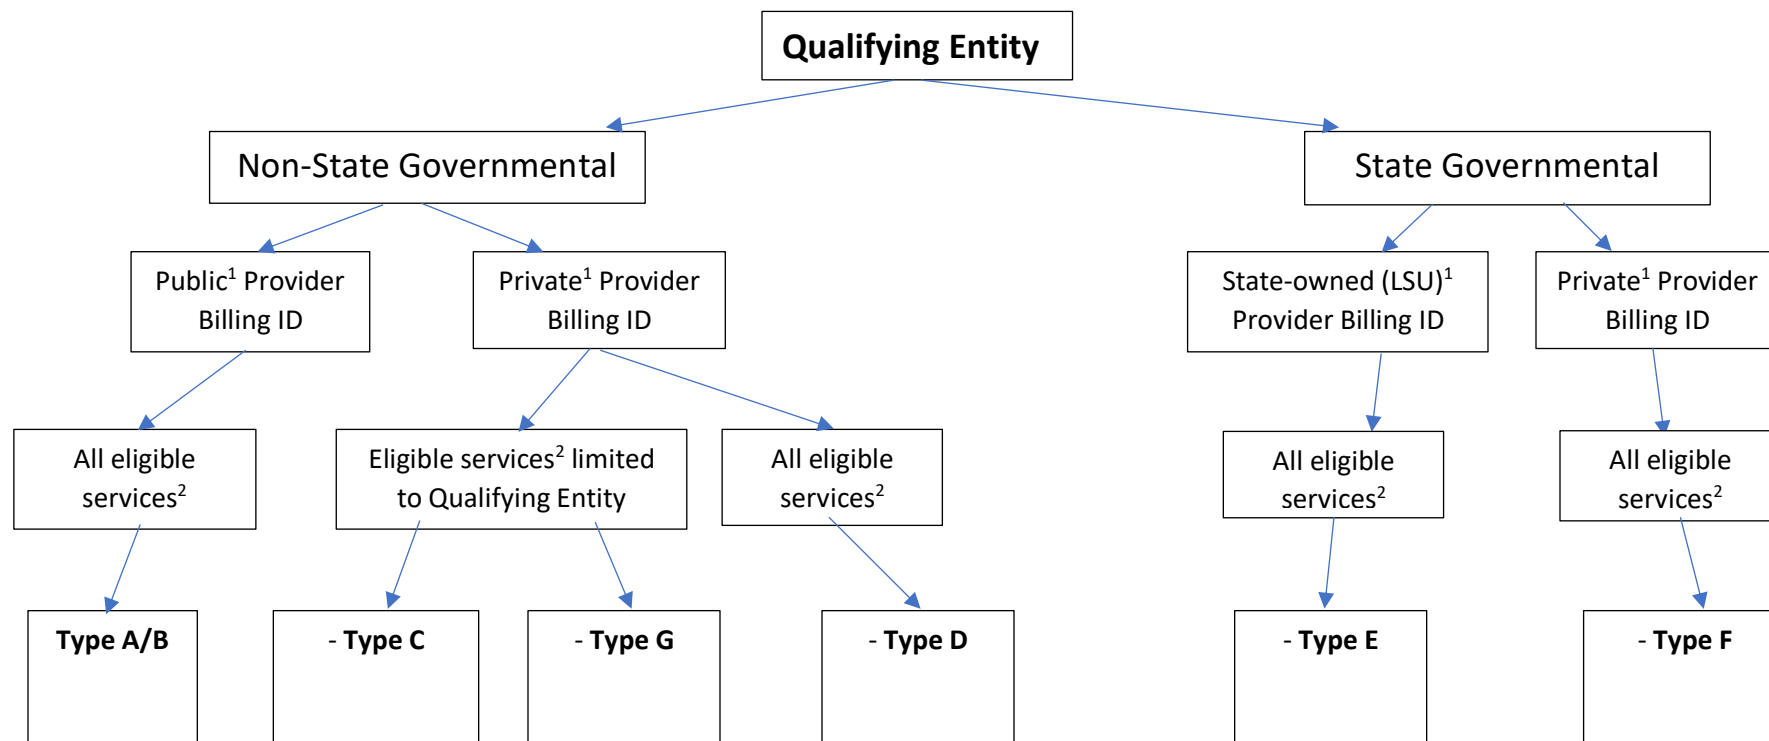 Qualifying Entity
Non-State Governmental
State Governmental
Public¹ Provider
Billing ID
Private¹ Provider
Billing ID
State-owned (LSU)¹
Provider Billing ID
Private¹ Provider
Billing ID
All eligible
services²
Eligible services² limited
to Qualifying Entity
All eligible
services²
All eligible
services²
All eligible
services²
Type A/B
- Type C
- Type G
- Type D
- Type E
- Type F